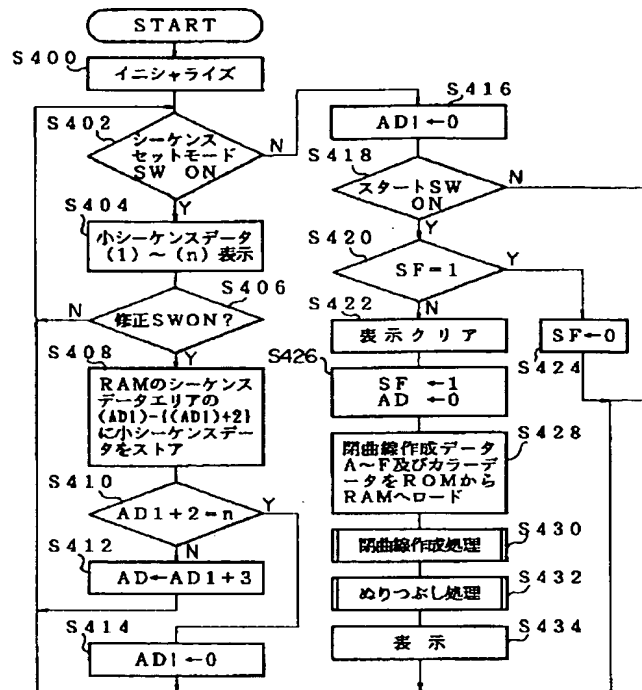 START
S400
イニシャライズ
S402
シーケンス
セットモード
SW ON
N
Y
S404
小シーケンスデータ
(1)～(n)表示
S406
修正SWON?
N
Y
S408
RAMのシーケンス
データエリアの
(AD1)-{(AD1)+2}
に小シーケンスデー
タをストア
S410
AD1+2=n
Y
N
S412
AD←AD1+3
S414
AD1←0
S416
AD1←0
S418
スタートSW
ON
N
Y
S420
SF=1
Y
N
S422
表示クリア
SF←0
S424
S426
SF ←1
AD ←0
S428
閉曲線作成データ
A～F及びカラーデー
タをROMから
RAMへロード
S430
閉曲線作成処理
S432
ぬりつぶし処理
S434
表 示